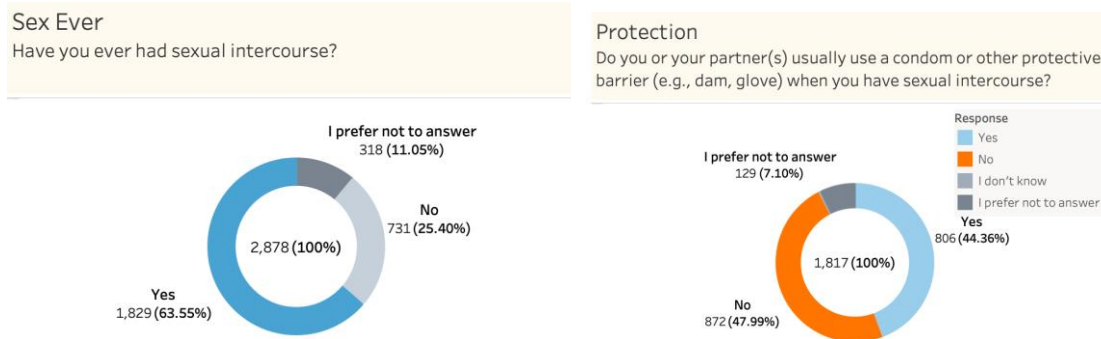 Sex Ever
Have you ever had sexual intercourse?
I prefer not to answer
318 (11.05%)
No
731 (25.40%)
2,878 (100%)
Yes
1,829 (63.55%)
Protection
Do you or your partner(s) usually use a condom or other protective
barrier (e.g., dam, glove) when you have sexual intercourse?
Response
Yes
No
I don't know
I prefer not to answer
I prefer not to answer
129 (7.10%)
Yes
806 (44.36%)
1,817 (100%)
No
872 (47.99%)